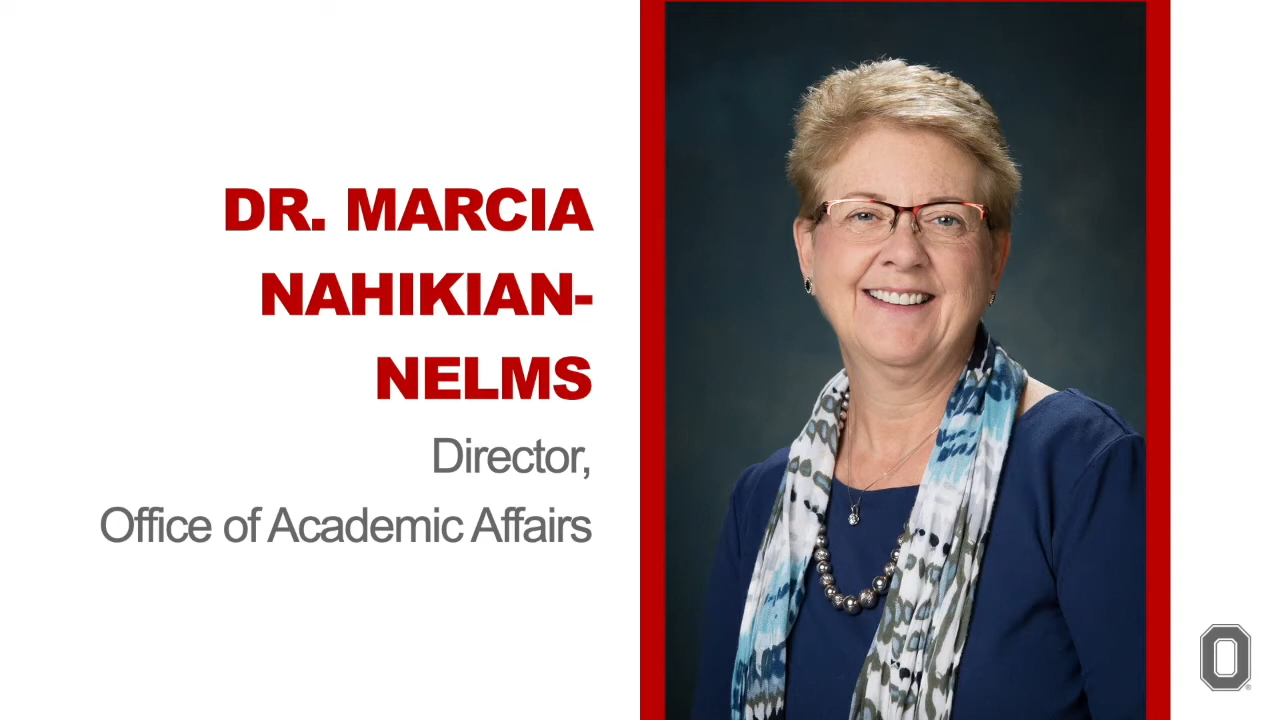 DR. MARCIA
NAHIKIAN-
NELMS
Director,
Office of Academic Affairs
O
®